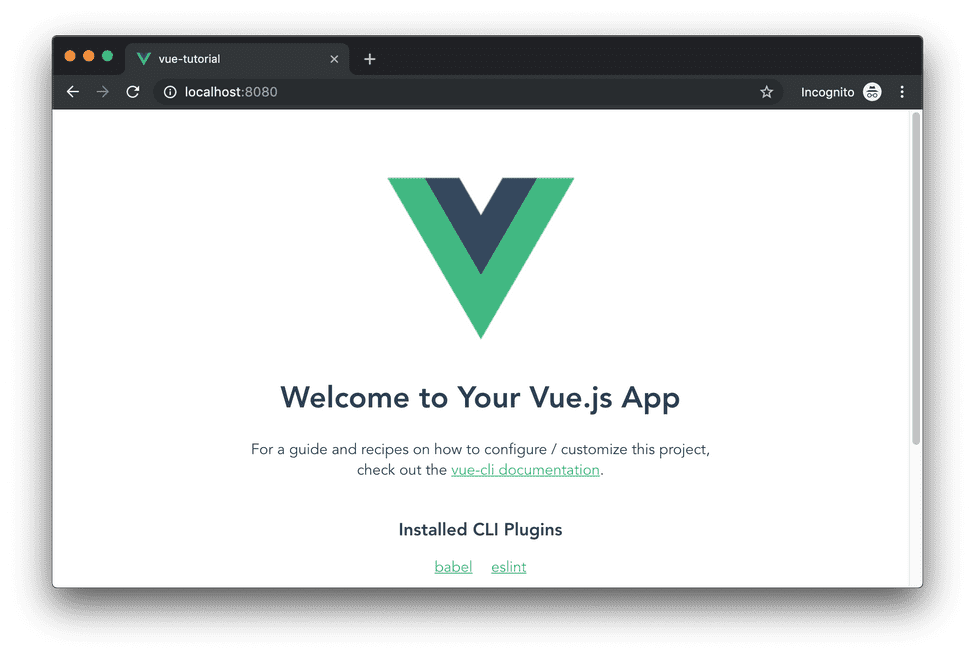 vue-tutorial
localhost:8080
Incognito
Welcome to Your Vue.js App
For a guide and recipes on how to configure / customize this project,
check out the vue-cli documentation.
Installed CLI Plugins
babel eslint